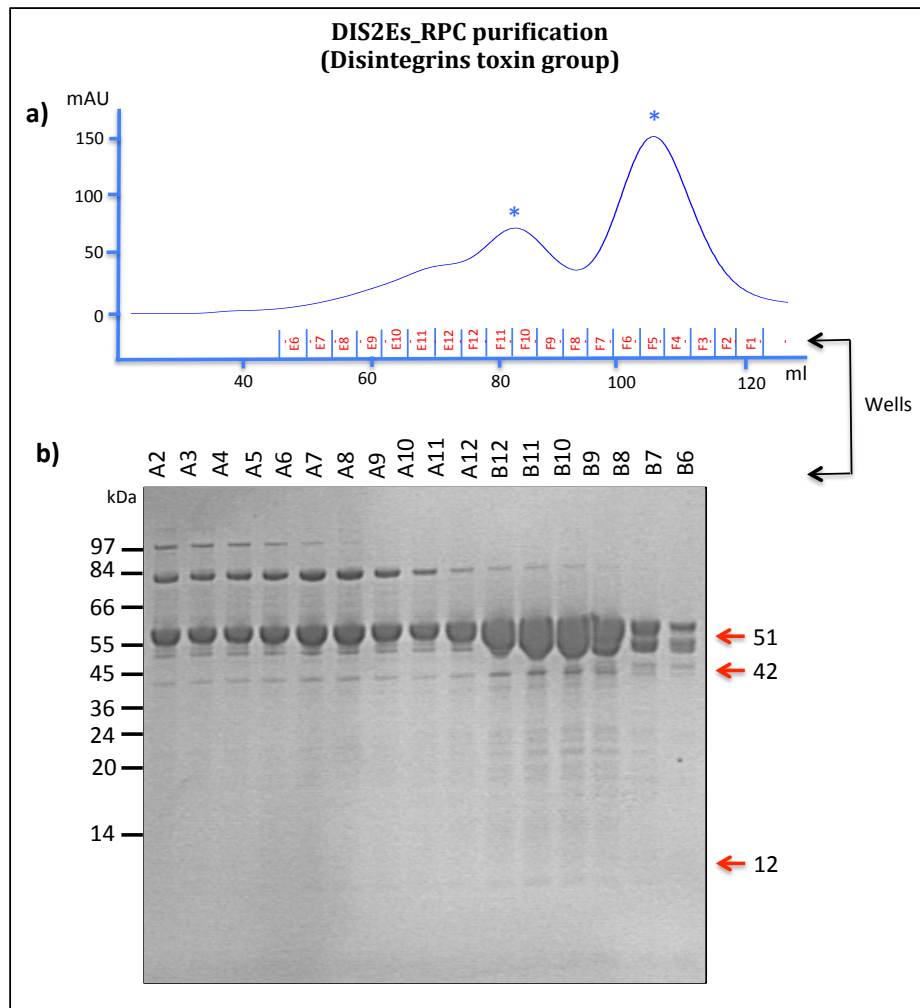 DIS2Es_RPC purification
(Disintegrins toxin group)
a)
mAU
150
100
50
0
*
*
E6 E7 E8 E9 E10 E11 E12 F12 F11 F10 F9 F8 F7 F6 F5 F4 F3 F2 F1
40 60 80 100 120 ml
Wells
b)
A2 A3 A4 A5 A6 A7 A8 A9 A10 A11 A12 B12 B11 B10 B9 B8 B7 B6
kDa
97
84
66
55
45
36
24
20
14
51
42
12